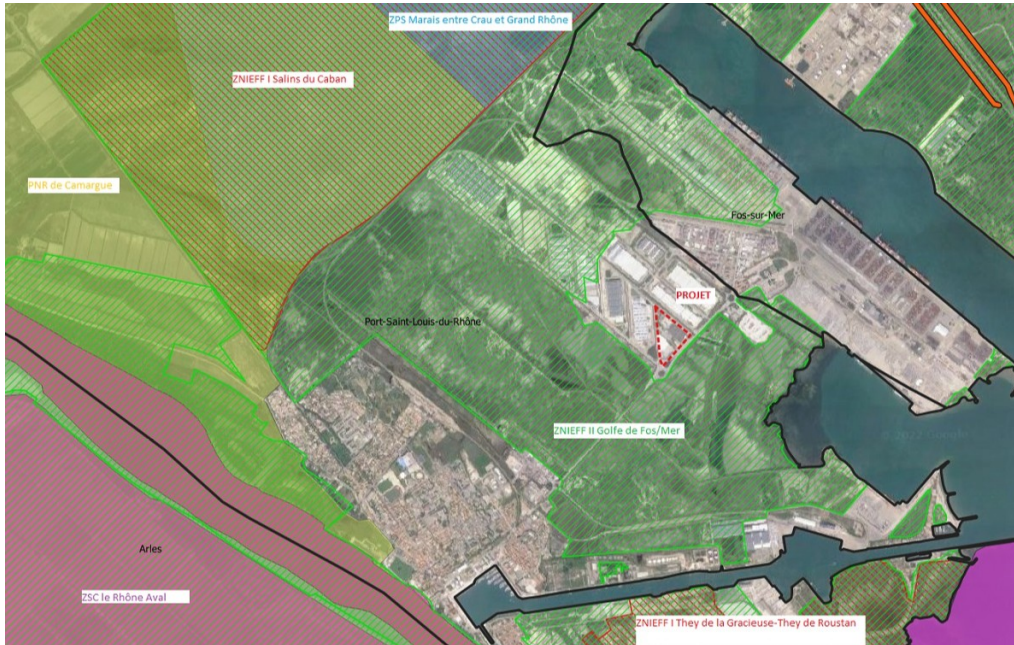 ZPS Marais entre Crau et Grand Rhône
ZNIEFF I Salins du Caban
PNR de Camargue
Fos-sur-Mer
PROJET
Port-Saint-Louis-du-Rhône
ZNIEFF II Golfe de Fos/Mer
Arles
ZSC le Rhône Aval
ZNIEFF I They de la Gracieuse-They de Roustan